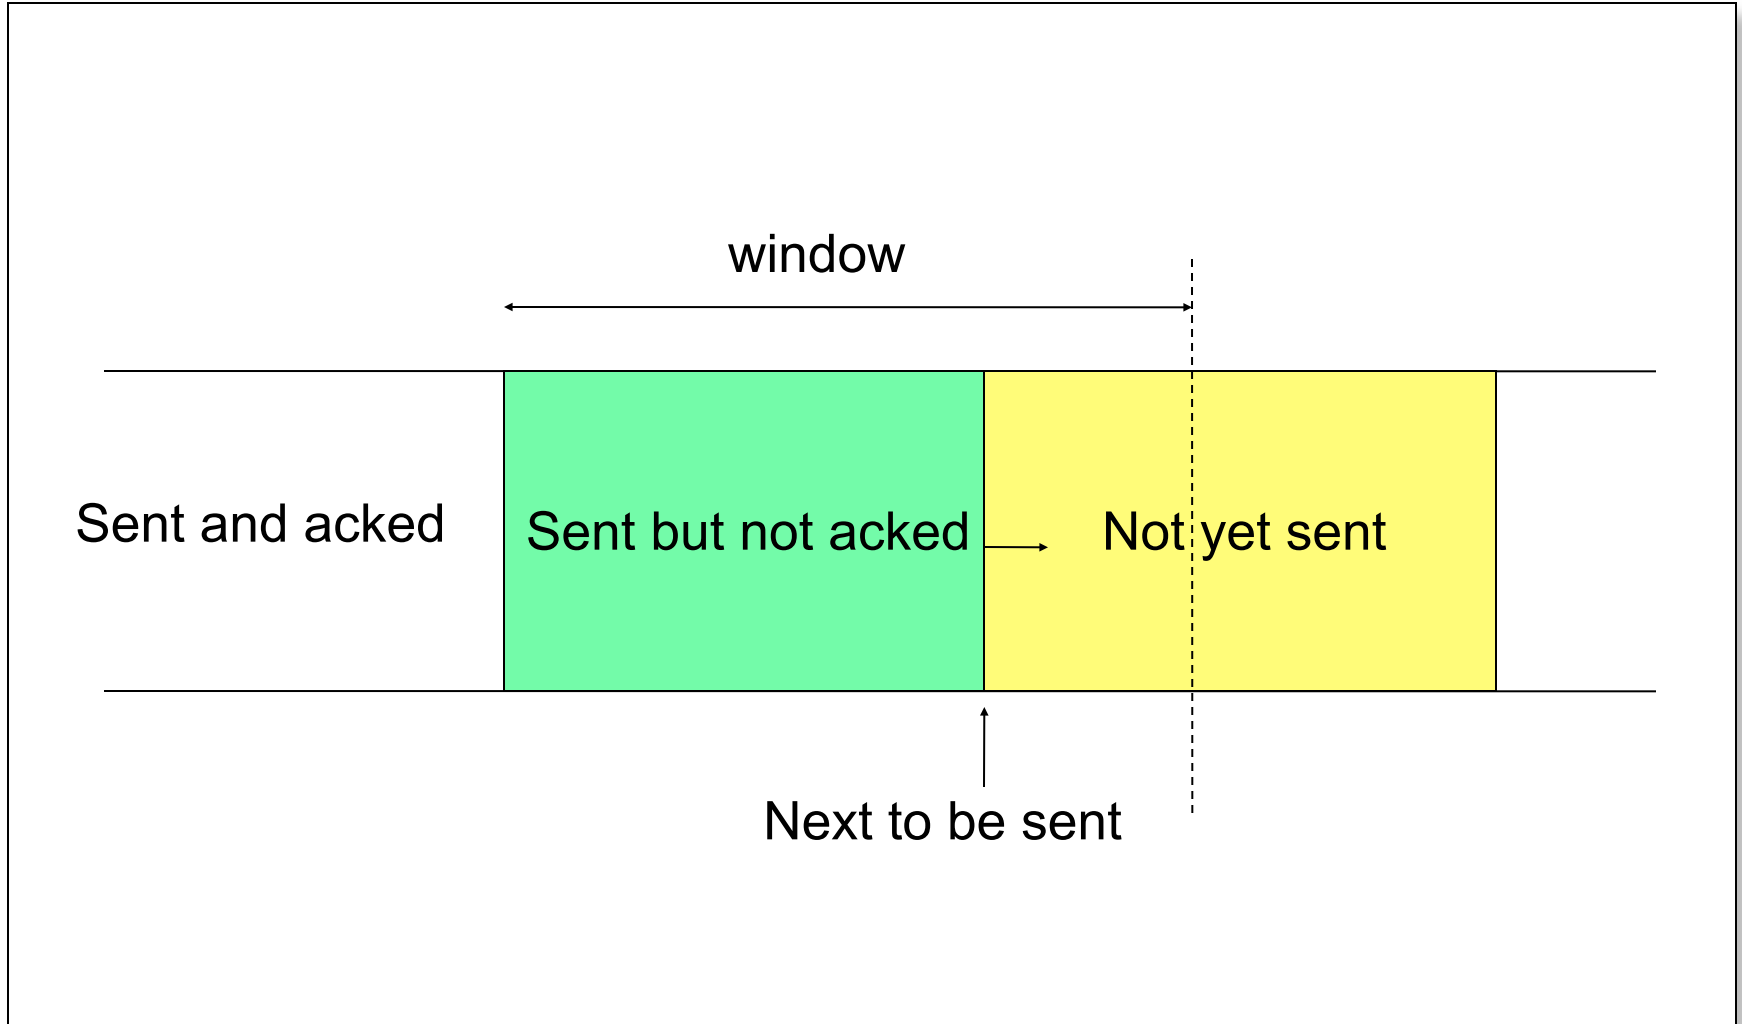 window
Sent and acked
Sent but not acked
Not yet sent
Next to be sent